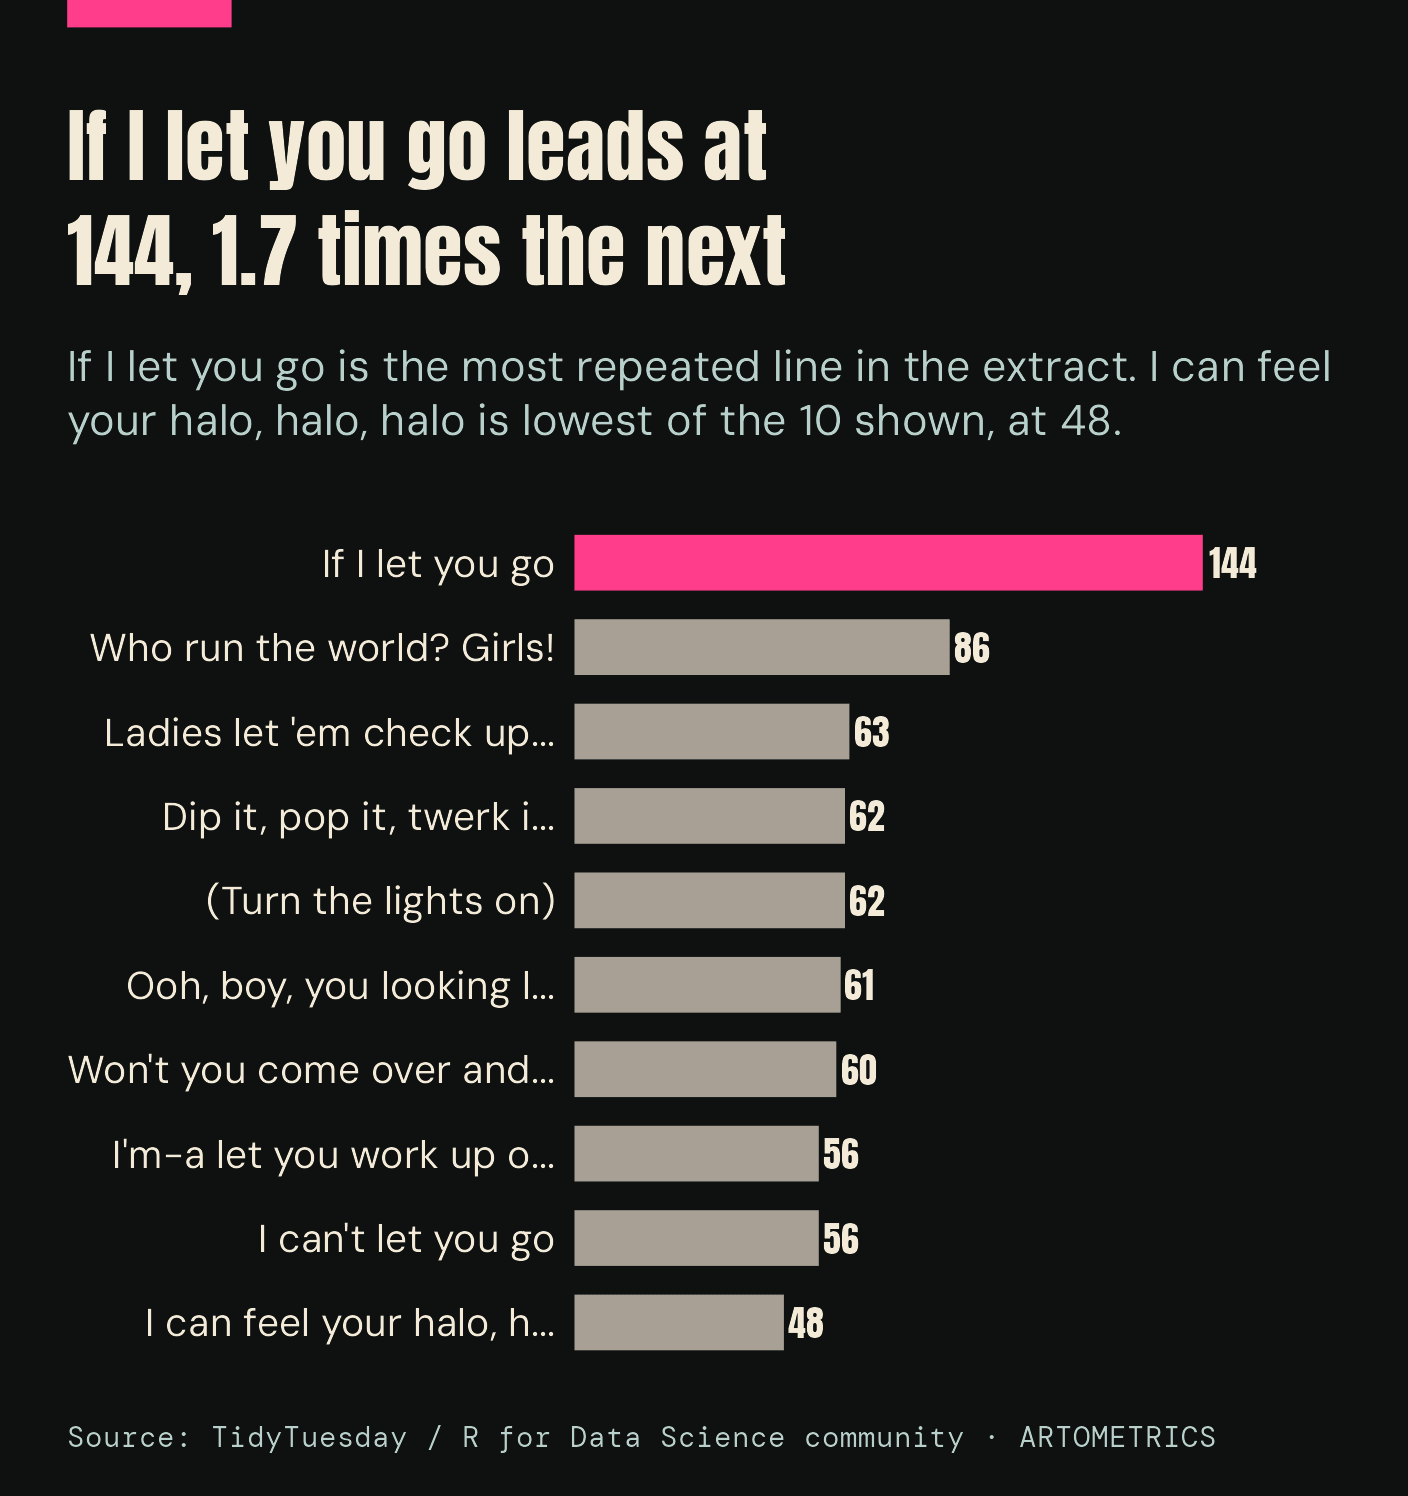 If I let you go leads at
144, 1.7 times the next
If I let you go is the most repeated line in the extract. I can feel
your halo, halo, halo is lowest of the 10 shown, at 48.
If I let you go 144
Who run the world? Girls! 86
Ladies let 'em check up... 63
Dip it, pop it, twerk i... 62
(Turn the lights on) 62
Ooh, boy, you looking l... 61
Won't you come over and... 60
I'm-a let you work up o... 56
I can't let you go 56
I can feel your halo, h... 48
Source: TidyTuesday / R for Data Science community · ARTOMETRICS